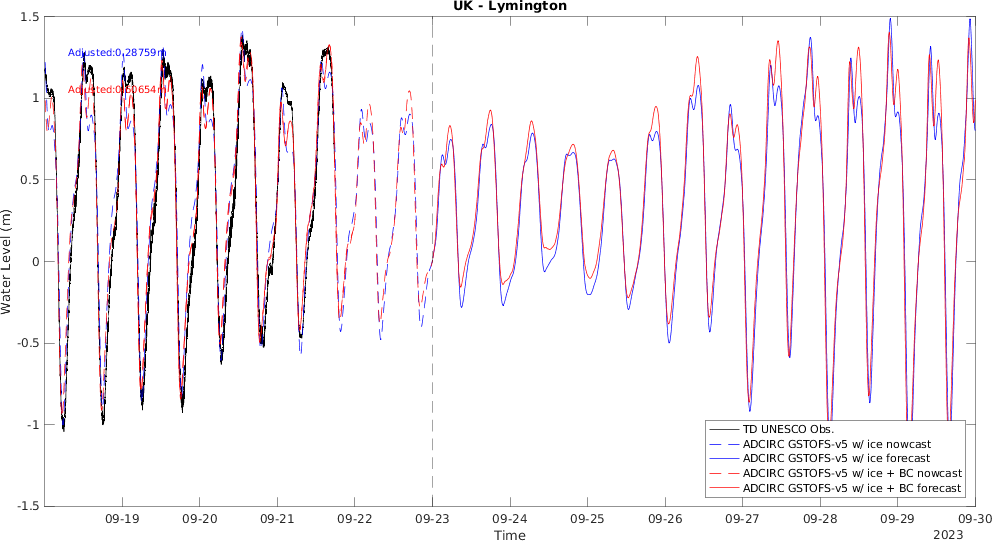 UK - Lymington
1.5
1
0.5
0
-0.5
-1
-1.5
Water Level (m)
Adjusted:0.28759m
TD UNESCO Obs.
ADCIRC GSTOFS-v5 w/ ice nowcast
ADCIRC GSTOFS-v5 w/ ice forecast
ADCIRC GSTOFS-v5 w/ ice + BC nowcast
ADCIRC GSTOFS-v5 w/ ice + BC forecast
09-19 09-20 09-21 09-22 09-23 09-24 09-25 09-26 09-27 09-28 09-29 09-30
Time
2023